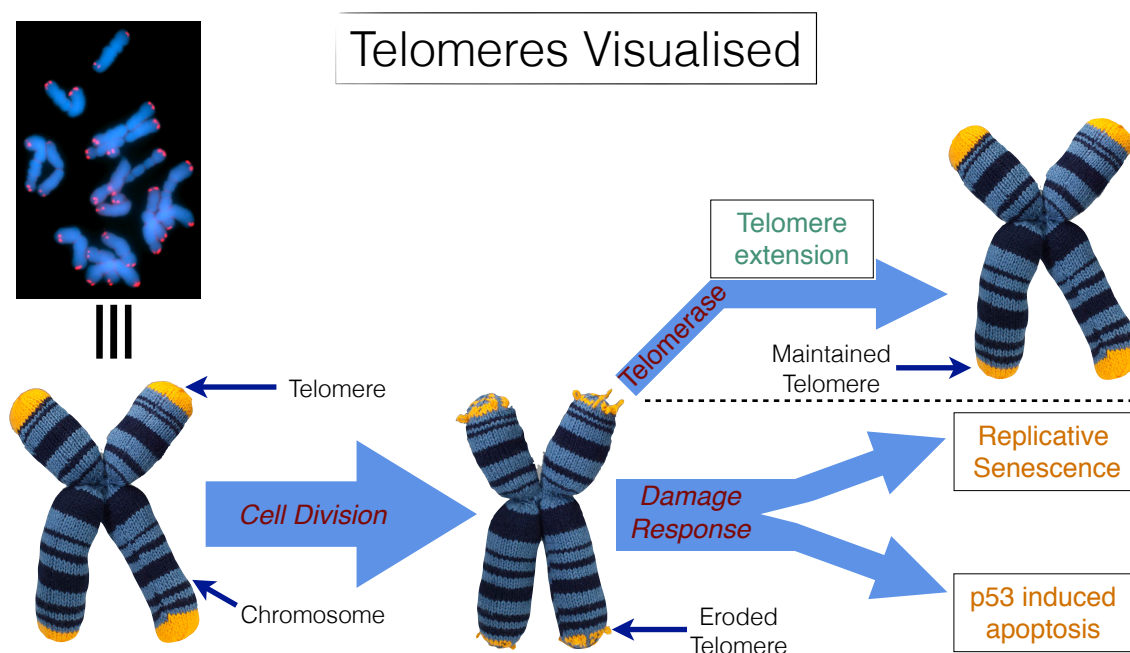 Telomeres Visualised
Telomere
extension
Telomerase
Maintained
Telomere
Telomere
Cell Division
Chromosome
Damage
Response
Eroded
Telomere
Replicative
Senescence
p53 induced
apoptosis